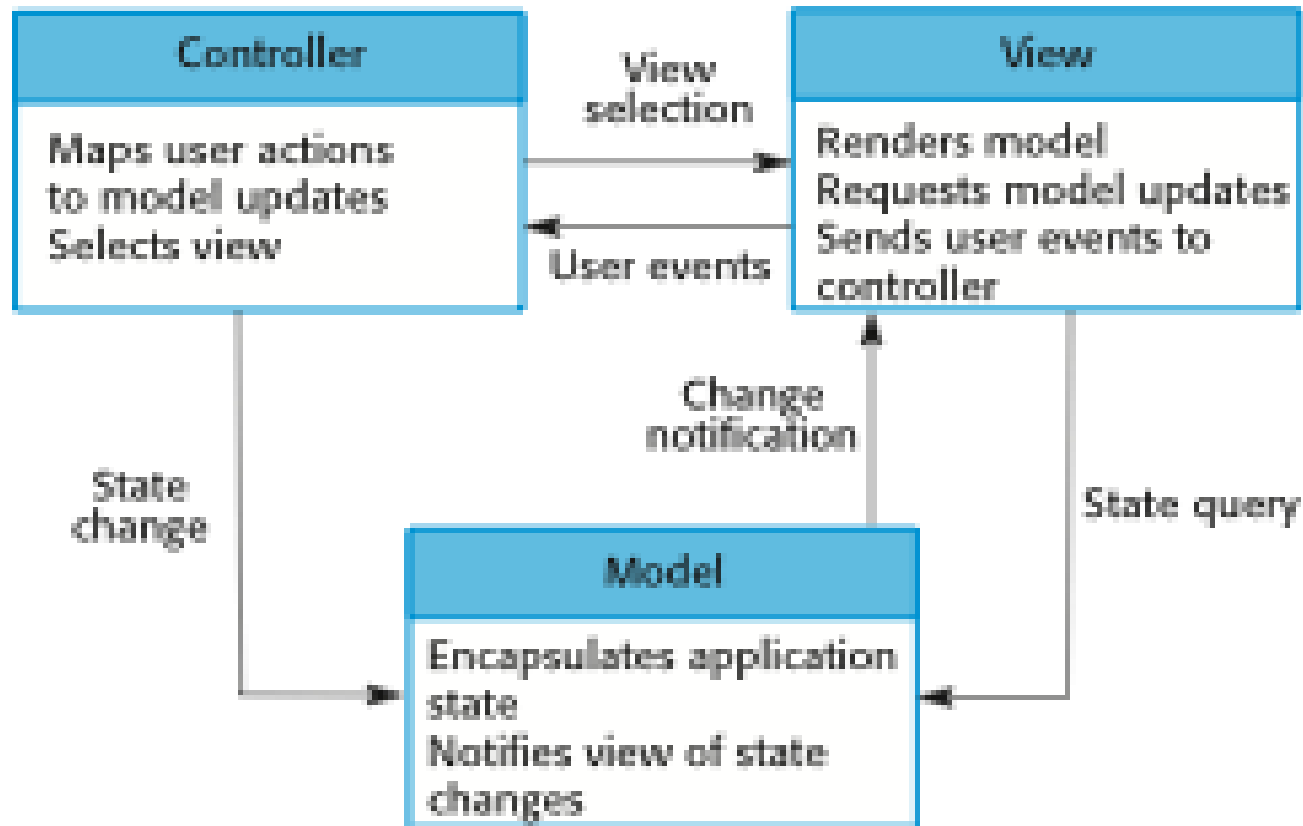 Controller
Maps user actions
to model updates
Selects view
View
selection
User events
View
Renders model
Requests model updates
Sends user events to
controller
State
change
Change
notification
State query
Model
Encapsulates application
state
Notifies view of state
changes